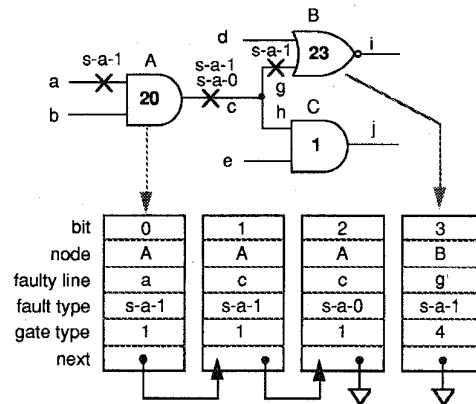 B
d
s-a-1
23
i
s-a-1
A
s-a-1
s-a-0
a
20
c
g
b
h
C
1
j
e
bit 0 1 2 3
node A A A B
faulty line a c c g
fault type s-a-1 s-a-1 s-a-0 s-a-1
gate type 1 1 1 4
next